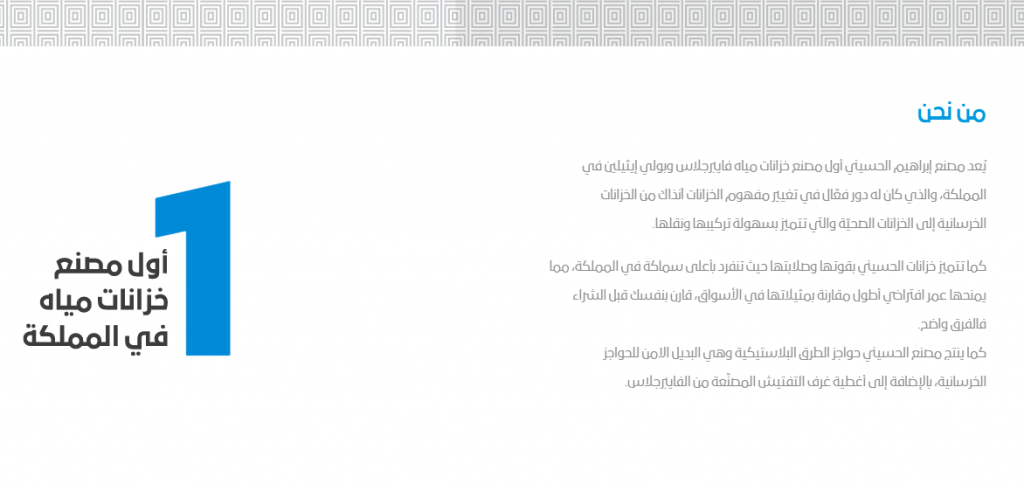 من نحن
يُعد مصنع إبراهيم الحسيني أول مصنع خزانات مياه فايبرجلاس وبولي إيثيلين في
المملكة، والذي كان له دور فعّال في تغيير مفهوم الخزانات آنذاك من الخزانات
الخرسانية إلى الخزانات الصحيّة والتي تتميّز بسهولة تركيبها ونقلها.
كما تتميّز خزانات الحسيني بقوتها وصلابتها حيث تنفرد بأعلى سماكة في المملكة، مما
يمنحها عمر افتراضي أطول مقارنة بمثيلاتها في الأسواق، قارن بنفسك قبل الشراء
فالفرق واضح.
كما ينتج مصنع الحسيني حواجز الطرق البلاستيكية وهي البديل الامن للحواجز
الخرسانية، بالإضافة إلى أغطية غرف التفتيش المصنّعة من الفايبرجلاس.
1
أول مصنع
خزانات مياه
في المملكة